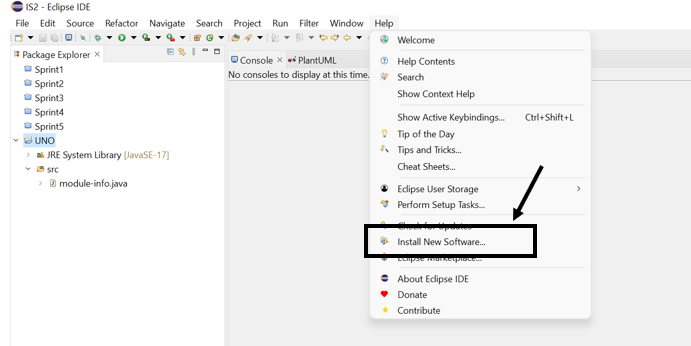 IS2 - Eclipse IDE
File Edit Source Refactor Navigate Search Project Run Plantuml Filter Window Help
Package Explorer
Sprint1
Sprint2
Sprint3
Sprint4
Sprint5
UNO
JRE System Library [JavaSE-17]
src
module-info.java
Console
PlantUML
No consoles to display at this time.
Welcome
Help Contents
Search
Show Context Help
Show Active Keybindings... Ctrl+Shift+L
Tip of the Day
Tips and Tricks...
Cheat Sheets...
Eclipse User Storage
Perform Setup Tasks...
Check for Updates
Install New Software...
Eclipse Marketplace...
About Eclipse IDE
Donate
Contribute